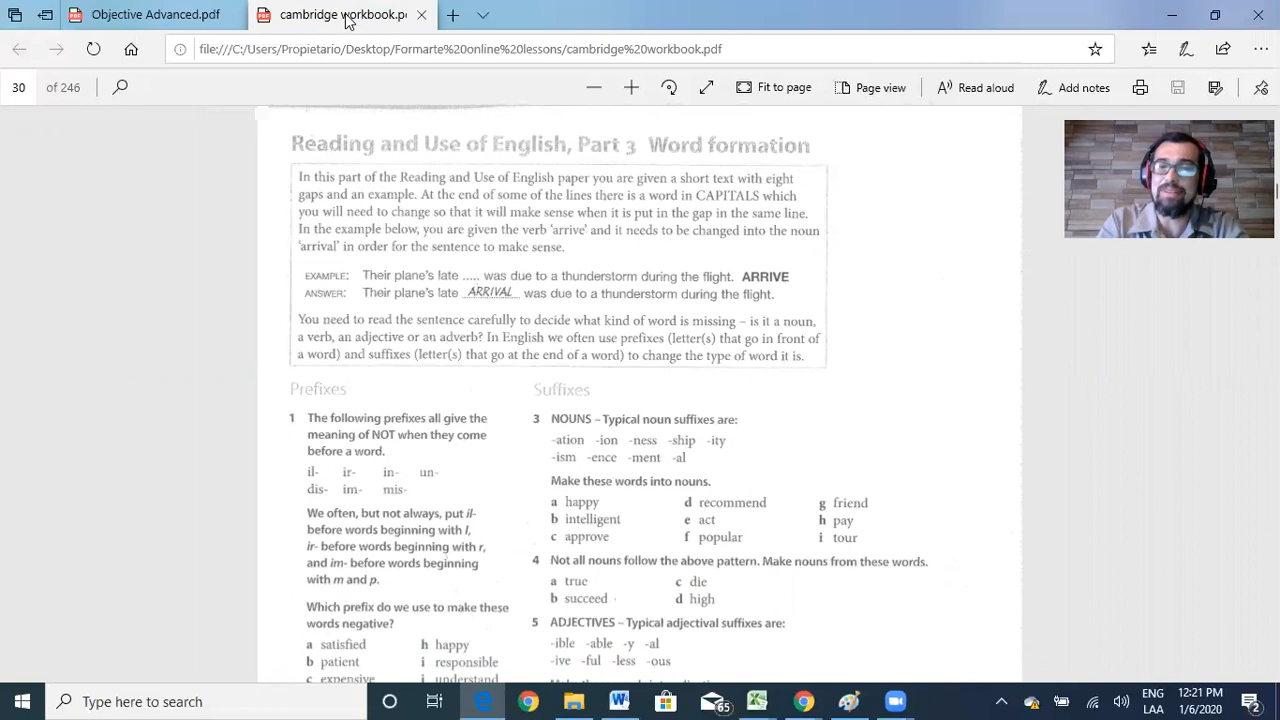 Objective Advanced.pdf
cambridge workbook.pc
file:///C:/Users/Propietario/Desktop/Formarte%20online%20lessons/cambridge%20workbook.pdf
30 of 246
Fit to page
Page view
Read aloud
Add notes
Reading and Use of English, Part 3 Word formation
In this part of the Reading and Use of English paper you are given a short text with eight
gaps and an example. At the end of some of the lines there is a word in CAPITALS which
you will need to change so that it will make sense when it is put in the gap in the same line.
In the example below, you are given the verb 'arrive' and it needs to be changed into the noun
'arrival' in order for the sentence to make sense.
EXAMPLE: Their plane's late ..... was due to a thunderstorm during the flight. ARRIVE
ANSWER: Their plane's late ARRIVAL was due to a thunderstorm during the flight.
You need to read the sentence carefully to decide what kind of word is missing – is it a noun,
a verb, an adjective or an adverb? In English we often use prefixes (letter(s) that go in front of
a word) and suffixes (letter(s) that go at the end of a word) to change the type of word it is.
Prefixes
1 The following prefixes all give the
meaning of NOT when they come
before a word.
il- ir- in- un-
dis- im- mis-
We often, but not always, put il-
before words beginning with l,
ir- before words beginning with r,
and im- before words beginning
with m and p.
Which prefix do we use to make these
words negative?
a satisfied h happy
b patient i responsible
c expensive j understand
Suffixes
3 NOUNS – Typical noun suffixes are:
-ation -ion -ness -ship -ity
-ism -ence -ment -al
Make these words into nouns.
a happy d recommend g friend
b intelligent e act h pay
c approve f popular i tour
4 Not all nouns follow the above pattern. Make nouns from these words.
a true c die
b succeed d high
5 ADJECTIVES – Typical adjectival suffixes are:
-ible -able -y -al
-ive -ful -less -ous
Type here to search
65
ENG
LAA
12:21 PM
1/6/2020
2